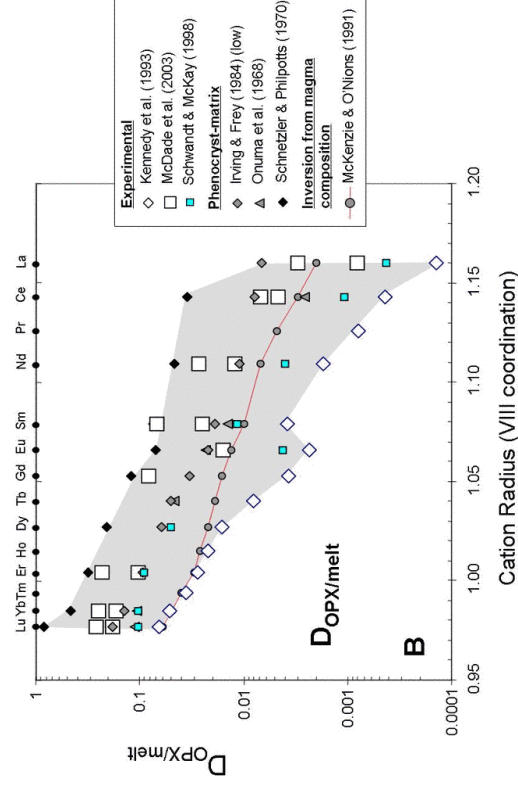 Lu Yb Tm Er Ho Dy Tb Gd Eu Sm Nd Pr Ce La
1
0.1
0.01
0.001
0.0001
DOPX/melt
0.95 1.00 1.05 1.10 1.15 1.20
Cation Radius (VIII coordination)
DOPX/melt
B
Experimental
Kennedy et al. (1993)
McDade et al. (2003)
Schwandt & McKay (1998)
Phenocryst-matrix
Irving & Frey (1984) (low)
Onuma et al. (1968)
Schnetzler & Philpotts (1970)
Inversion from magma
composition
McKenzie & O'Nions (1991)